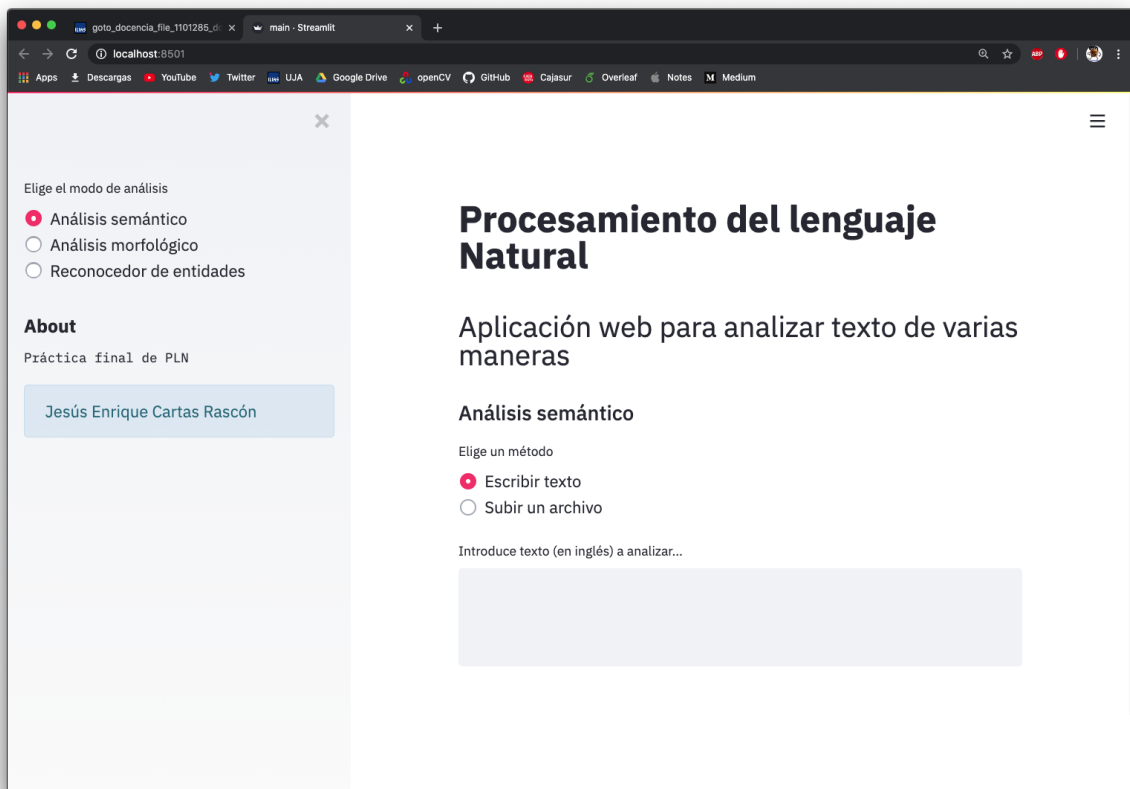 goto_docencia_file_1101285_do
main · Streamlit
localhost:8501
ABP
Apps
Descargas
YouTube
Twitter
UJA
Google Drive
openCV
GitHub
Cajasur
Overleaf
Notes
M Medium
Elige el modo de análisis
Análisis semántico
Análisis morfológico
Reconocedor de entidades
About
Práctica final de PLN
Jesús Enrique Cartas Rascón
Procesamiento del lenguaje
Natural
Aplicación web para analizar texto de varias
maneras
Análisis semántico
Elige un método
Escribir texto
Subir un archivo
Introduce texto (en inglés) a analizar...